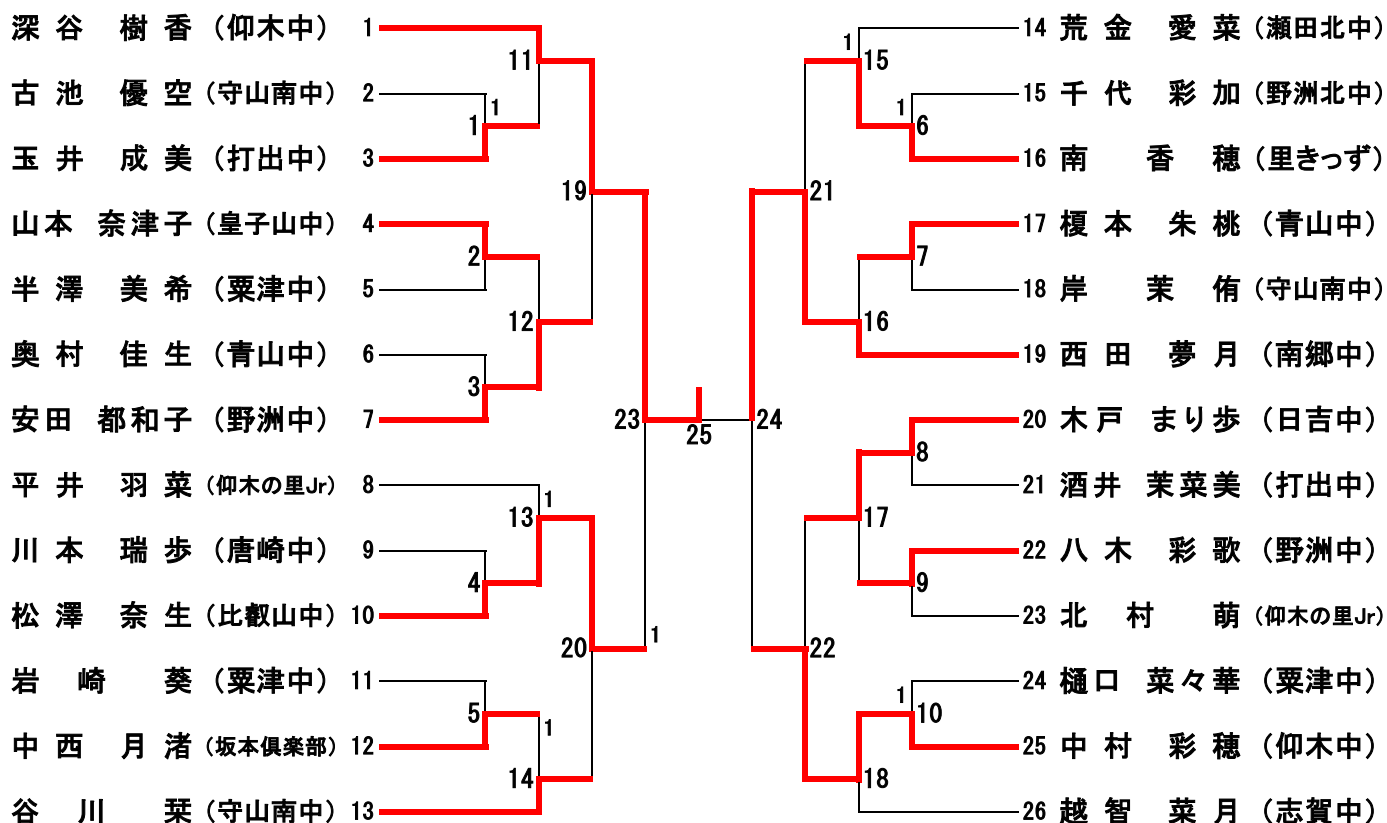 深谷 樹香 (仰木中) 1
古池 優空 (守山南中) 2
玉井 成美 (打出中) 3
山本 奈津子 (皇子山中) 4
半澤 美希 (粟津中) 5
奥村 佳生 (青山中) 6
安田 都和子 (野洲中) 7
平井 羽菜 (仰木の里Jr) 8
川本 瑞歩 (唐崎中) 9
松澤 奈生 (比叡山中) 10
岩崎 葵 (粟津中) 11
中西 月渚 (坂本倶楽部) 12
谷川 栞 (守山南中) 13
11
1
1
19
2
12
3
23
13
1
4
20
1
5
1
14
25
1
15
1
6
21
7
16
24
8
17
9
22
1
10
18
14 荒金 愛菜 (瀬田北中)
15 千代 彩加 (野洲北中)
16 南 香穂 (里きっず)
17 榎本 朱桃 (青山中)
18 岸 茉侑 (守山南中)
19 西田 夢月 (南郷中)
20 木戸 まり歩 (日吉中)
21 酒井 茉菜美 (打出中)
22 八木 彩歌 (野洲中)
23 北村 萌 (仰木の里Jr)
24 樋口 菜々華 (粟津中)
25 中村 彩穂 (仰木中)
26 越智 菜月 (志賀中)